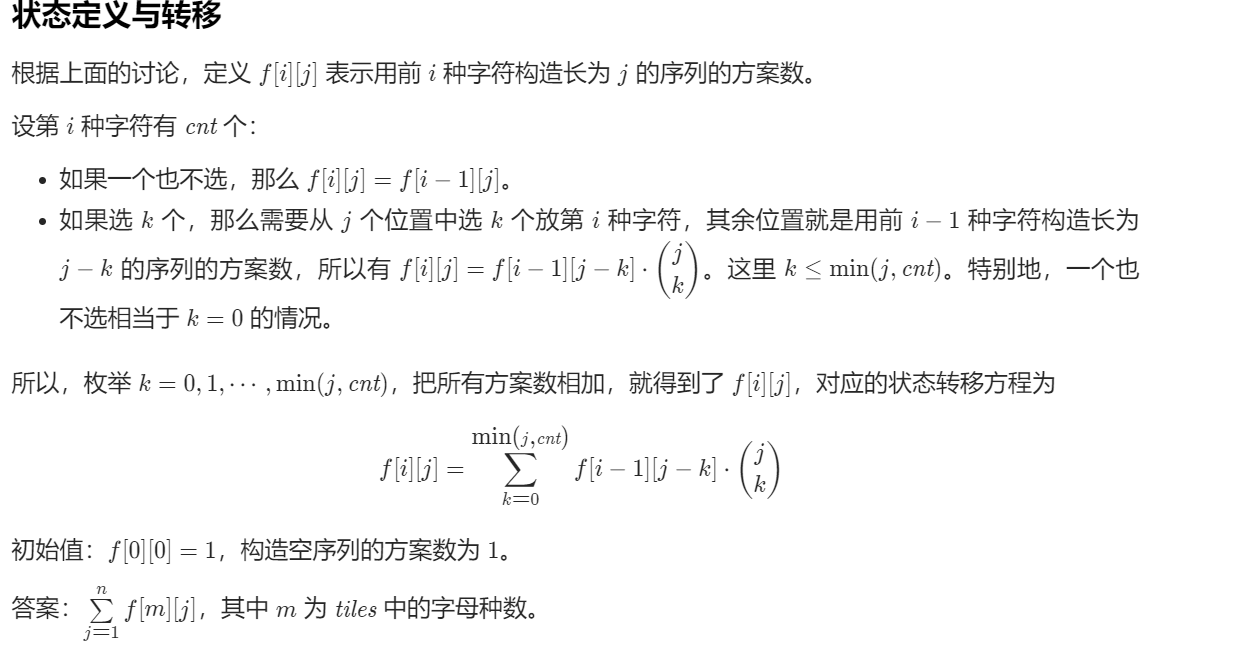 状态定义与转移
根据上面的讨论，定义 f[i][j] 表示用前 i 种字符构造长为 j 的序列的方案数。
设第 i 种字符有 cnt 个：
• 如果一个也不选，那么 f[i][j] = f[i − 1][j]。
• 如果选 k 个，那么需要从 j 个位置中选 k 个放第 i 种字符，其余位置就是用前 i − 1 种字符构造长为
j − k 的序列的方案数，所以有 f[i][j] = f[i − 1][j − k] · \binom{j}{k}。这里 k ≤ min(j, cnt)。特别地，一个也
不选相当于 k = 0 的情况。
所以，枚举 k = 0, 1, ⋯ , min(j, cnt)，把所有方案数相加，就得到了 f[i][j]，对应的状态转移方程为
f[i][j] = \sum_{k=0}^{min(j,cnt)} f[i − 1][j − k] · \binom{j}{k}
初始值：f[0][0] = 1，构造空序列的方案数为 1。
答案：\sum_{j=1}^{n} f[m][j]，其中 m 为 tiles 中的字母种数。